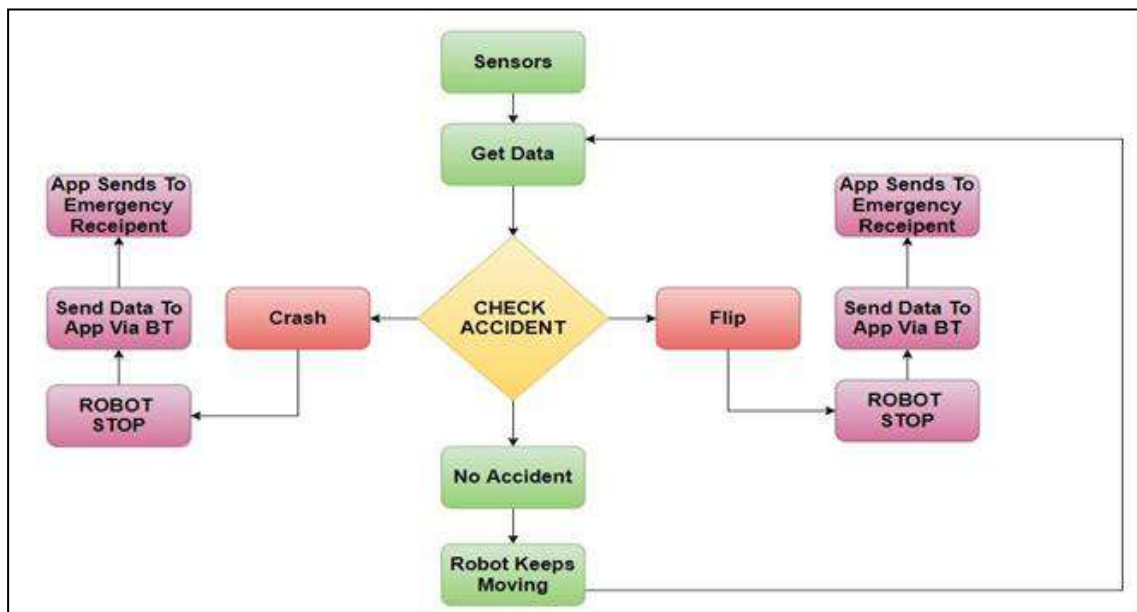 Sensors
Get Data
App Sends To
Emergency
Receipent
App Sends To
Emergency
Receipent
Send Data To
App Via BT
Crash
CHECK
ACCIDENT
Flip
Send Data To
App Via BT
ROBOT
STOP
ROBOT
STOP
No Accident
Robot Keeps
Moving